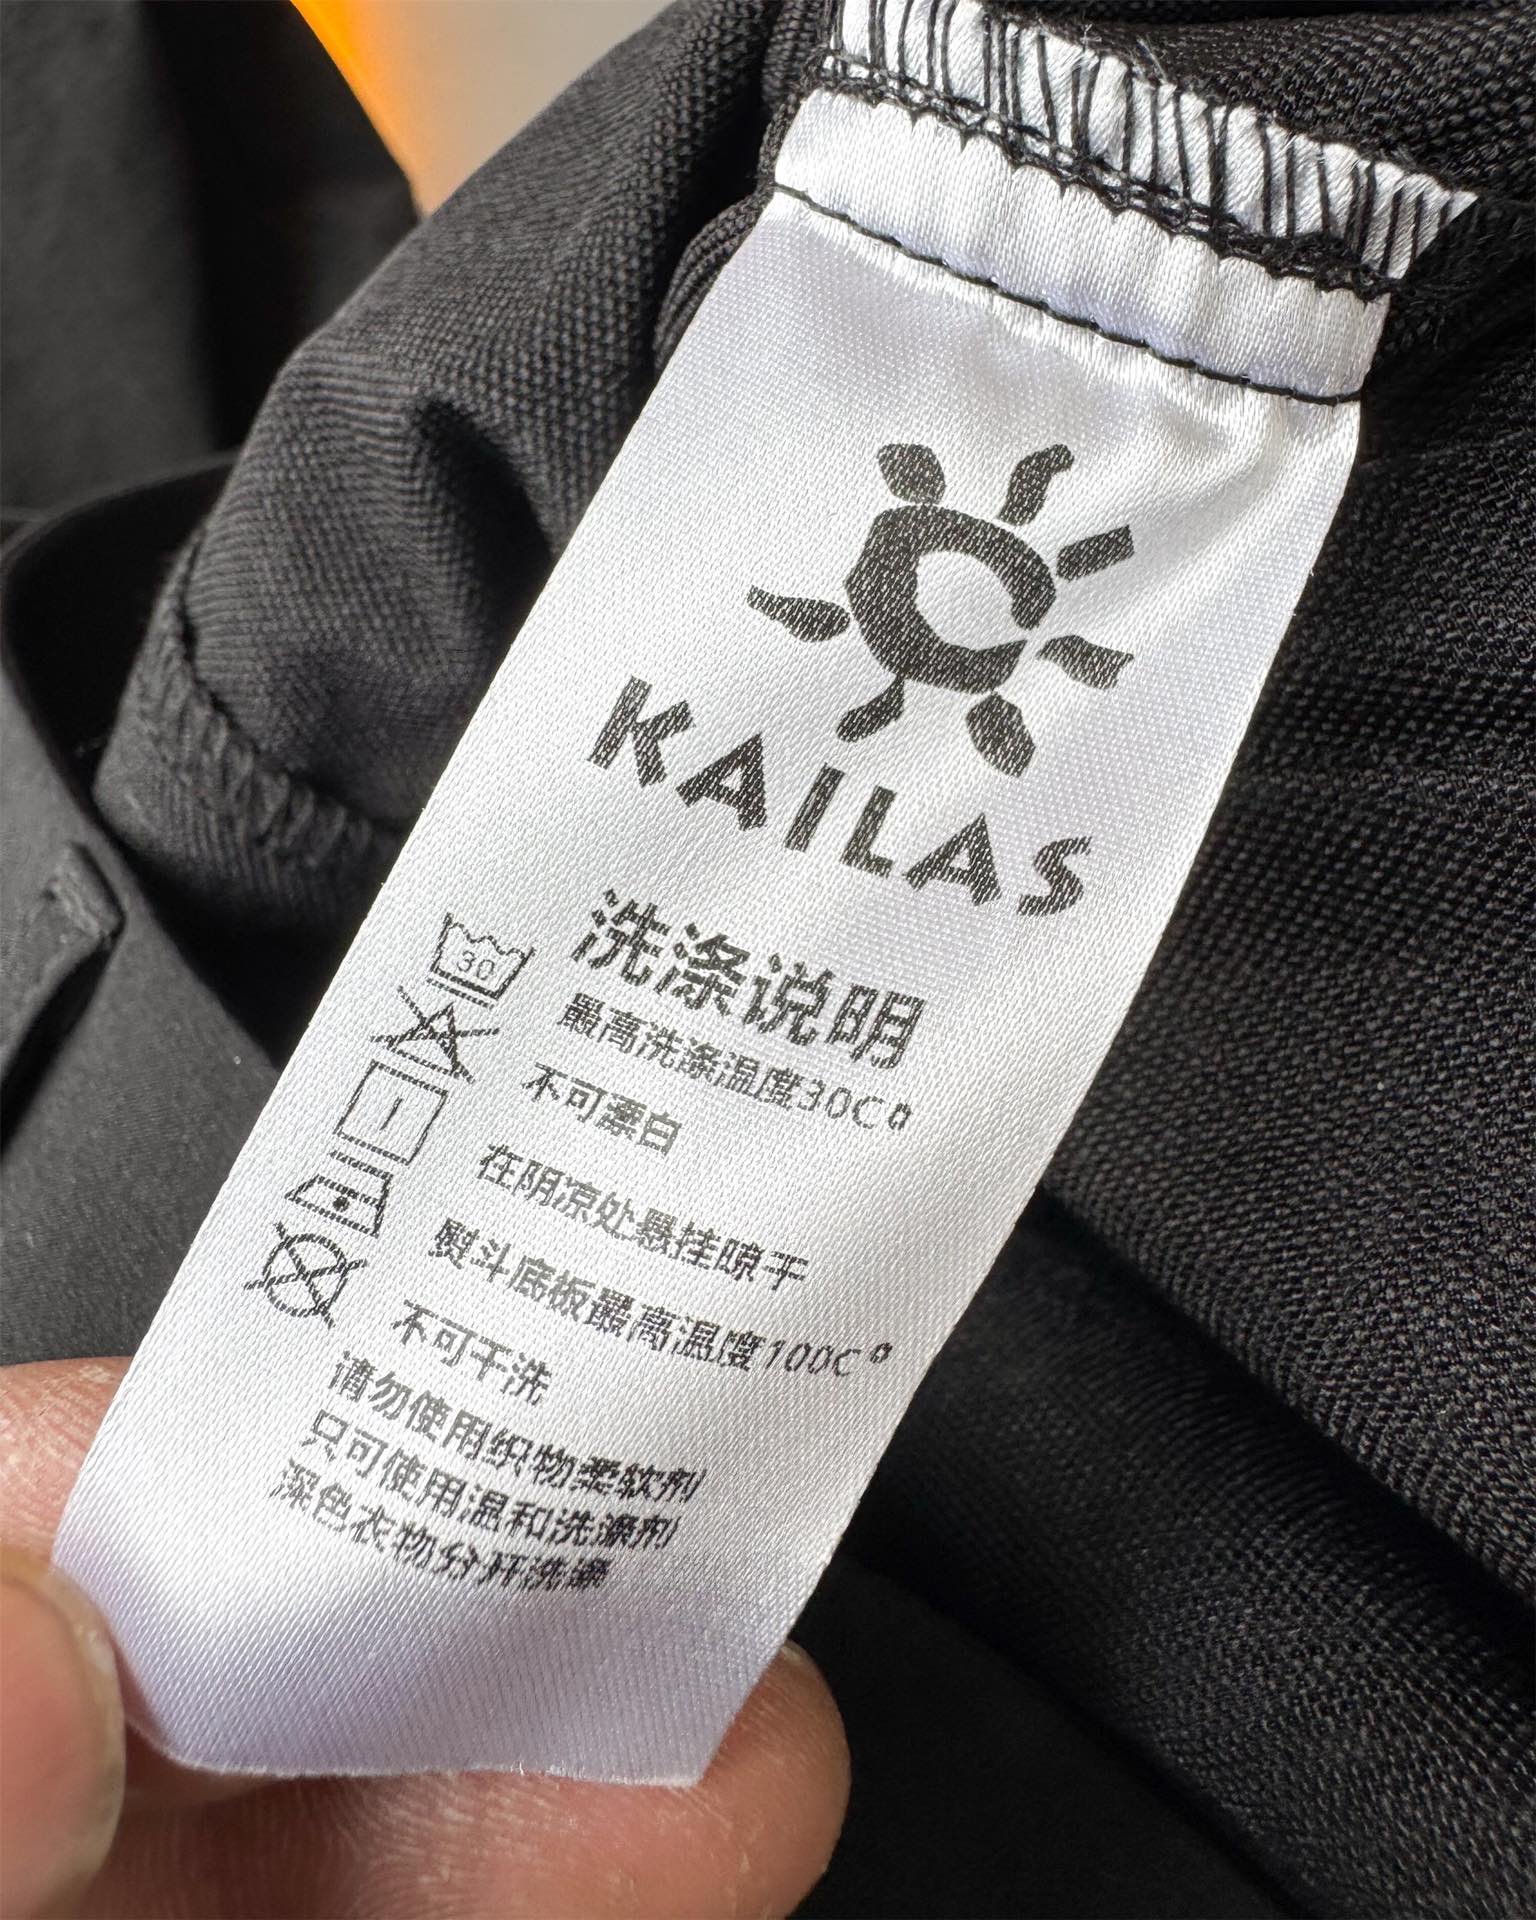 KAILAS
洗涤说明
30
最高洗涤温度30C°
不可漂白
在阴凉处悬挂晾干
熨斗底板最高温度100C°
不可干洗
请勿使用织物柔软剂
只可使用温和洗涤剂
深色衣物分开洗涤